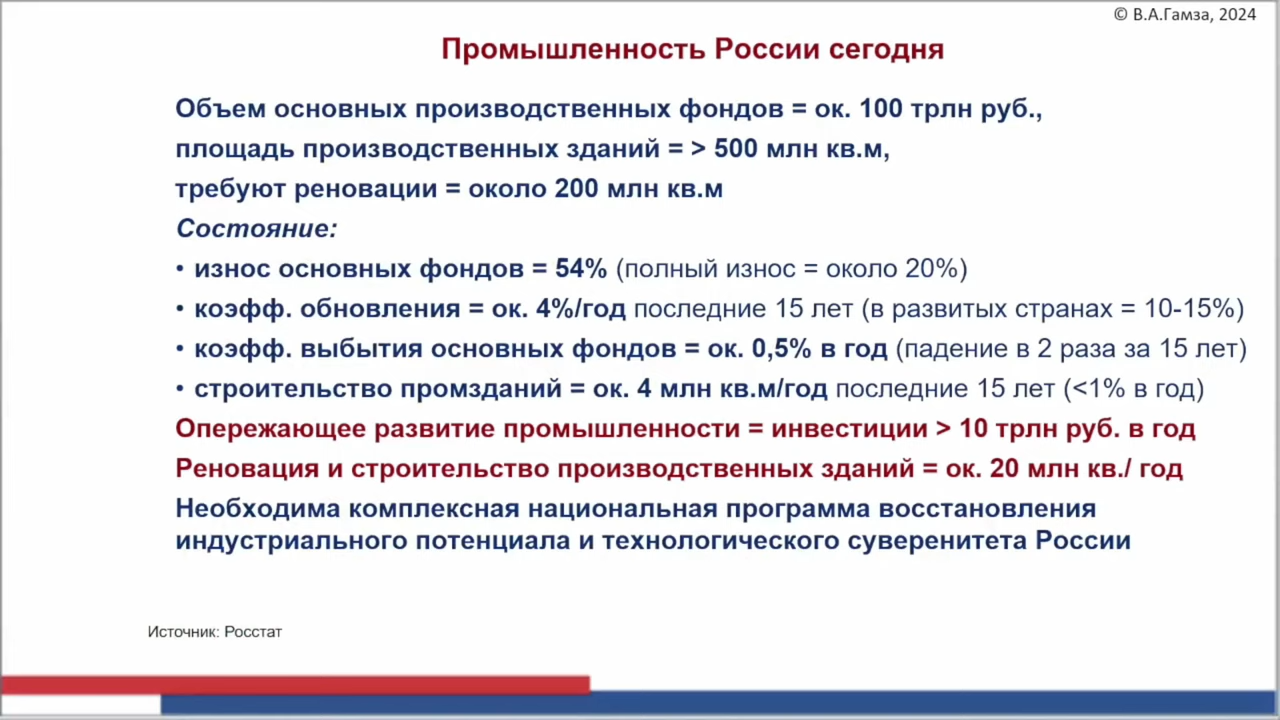 © В.А.Гамза, 2024
Промышленность России сегодня
Объем основных производственных фондов = ок. 100 трлн руб.,
площадь производственных зданий = > 500 млн кв.м,
требуют реновации = около 200 млн кв.м
Состояние:
• износ основных фондов = 54% (полный износ = около 20%)
• коэфф. обновления = ок. 4%/год последние 15 лет (в развитых странах = 10-15%)
• коэфф. выбытия основных фондов = ок. 0,5% в год (падение в 2 раза за 15 лет)
• строительство промзданий = ок. 4 млн кв.м/год последние 15 лет (<1% в год)
Опережающее развитие промышленности = инвестиции > 10 трлн руб. в год
Реновация и строительство производственных зданий = ок. 20 млн кв./ год
Необходима комплексная национальная программа восстановления
индустриального потенциала и технологического суверенитета России
Источник: Росстат